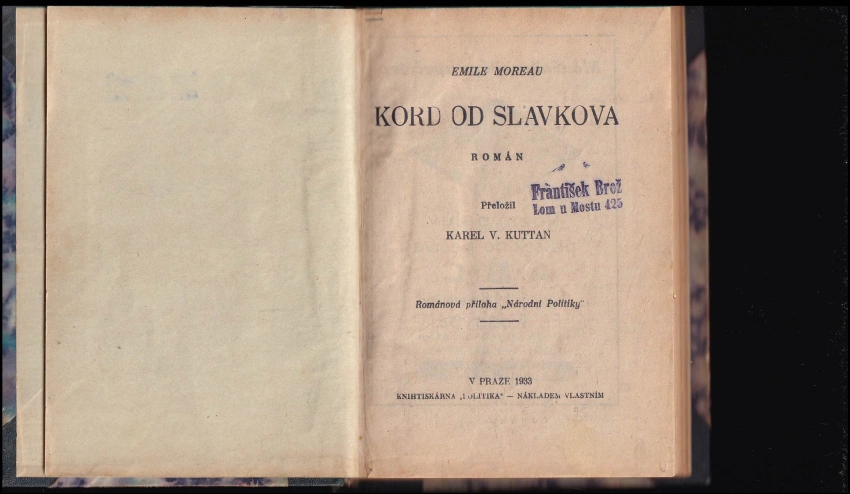 EMILE MOREAU
KORD OD SLAVKOVA
ROMÁN
František Brož
Lom u Mostu 425
Přeložil
KAREL V. KUTTAN
Románová příloha „Národní Politiky"
V PRAZE 1933
KNIHTISKÁRNA „POLITIKA" — NÁKLADEM VLASTNÍM